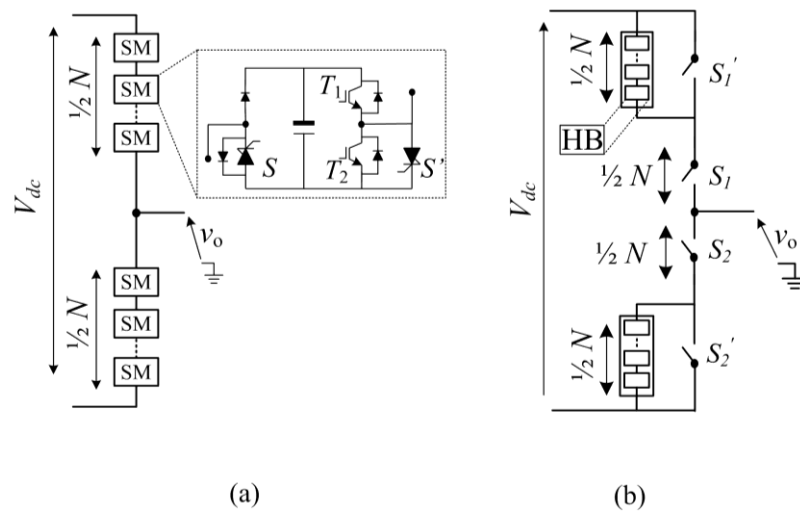 SM
½ N
SM
SM
V_dc
v_o
SM
½ N
SM
SM
T_1
S
T_2
S'
(a)
½ N
S_1'
HB
½ N
S_1
V_dc
v_o
½ N
S_2
½ N
S_2'
(b)